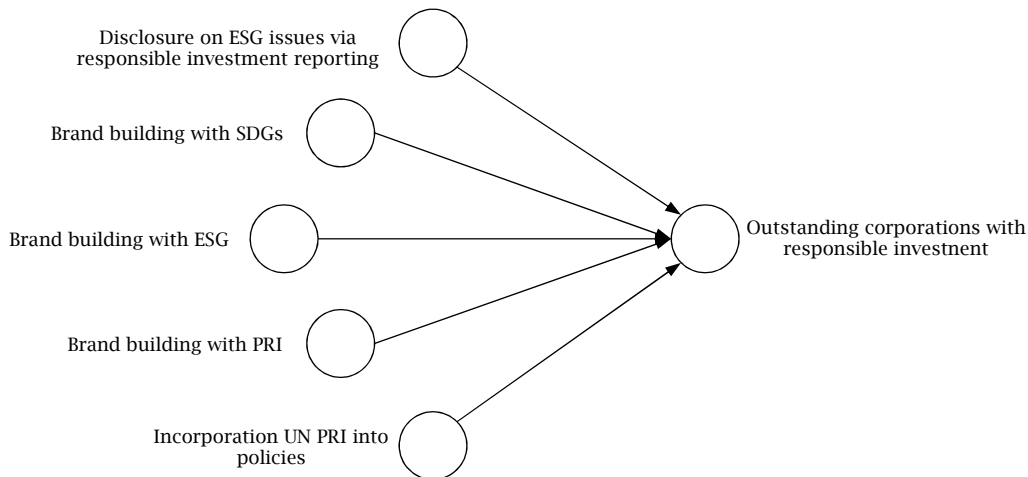 Disclosure on ESG issues via
responsible investment reporting
Brand building with SDGs
Brand building with ESG
Outstanding corporations with
responsible investnent
Brand building with PRI
Incorporation UN PRI into
policies